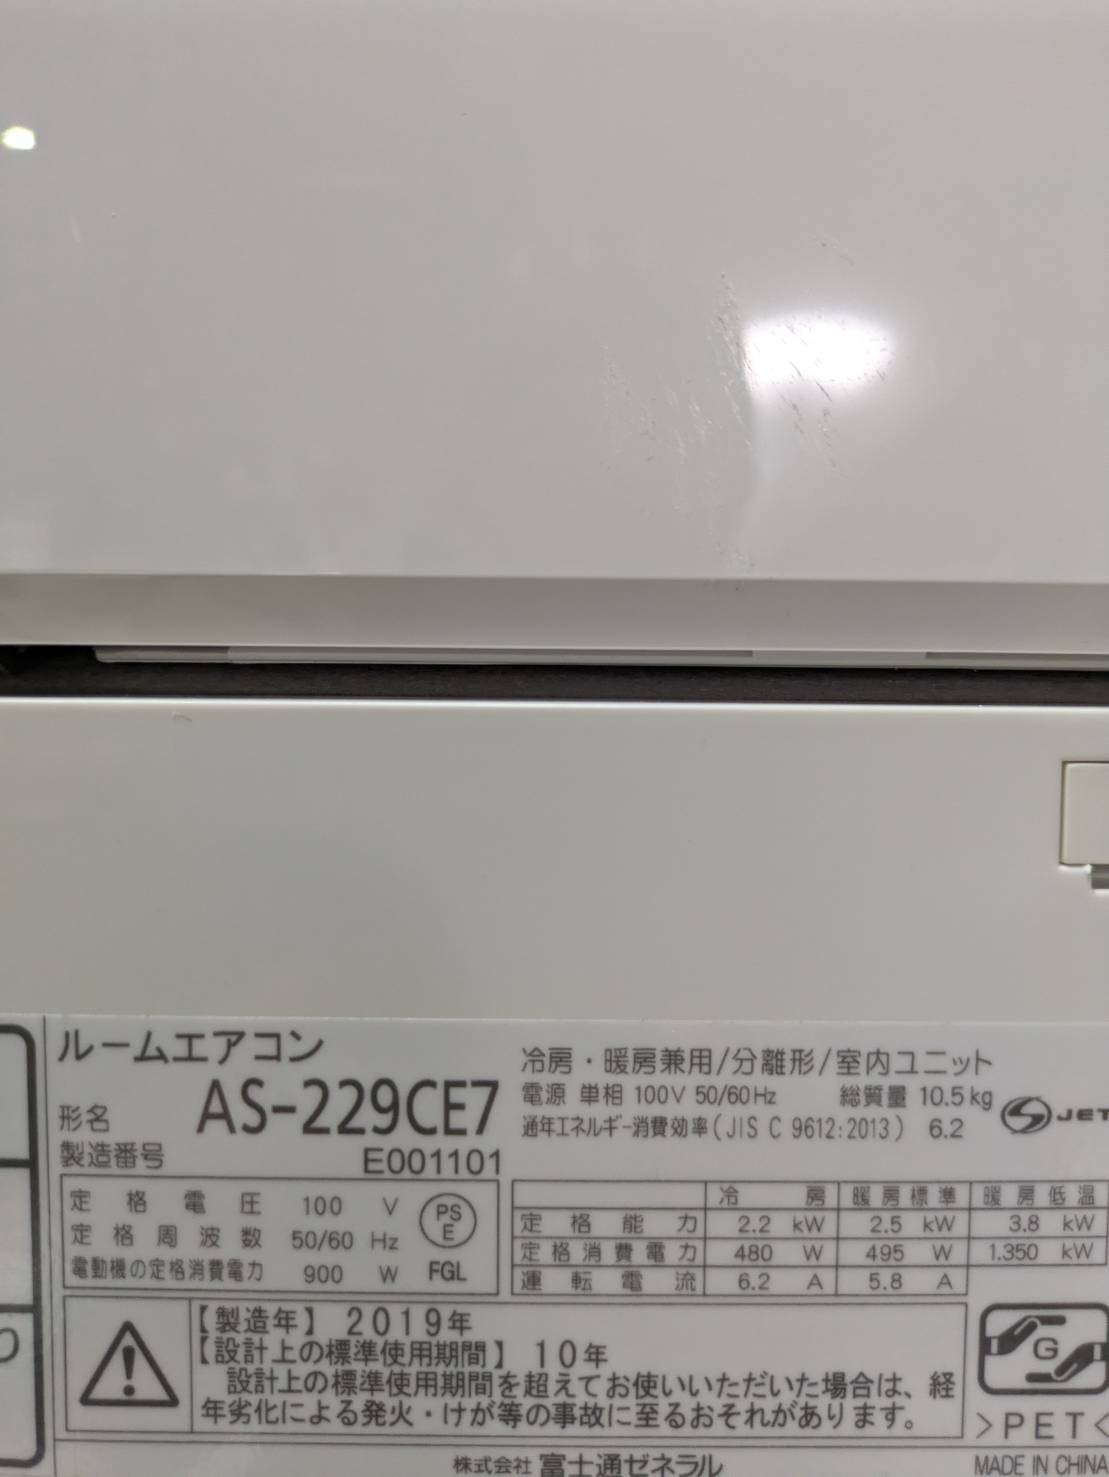 ルームエアコン
形名 AS-229CE7
製造番号 E001101
冷房・暖房兼用/分離形/室内ユニット
電源 単相 100V 50/60Hz 総質量 10.5kg
通年エネルギー消費効率(JIS C 9612:2013) 6.2
JET
定格電圧 100 V
定格周波数 50/60 Hz
電動機の定格消費電力 900 W
PS
E
FGL
冷房 暖房標準 暖房低温
定格能力 2.2 kW 2.5 kW 3.8 kW
定格消費電力 480 W 495 W 1.350 kW
運転電流 6.2 A 5.8 A
【製造年】 2019年
【設計上の標準使用期間】 10年
設計上の標準使用期間を超えてお使いいただいた場合は、経
年劣化による発火・けが等の事故に至るおそれがあります。
G
>PET<
株式会社 富士通ゼネラル
MADE IN CHINA